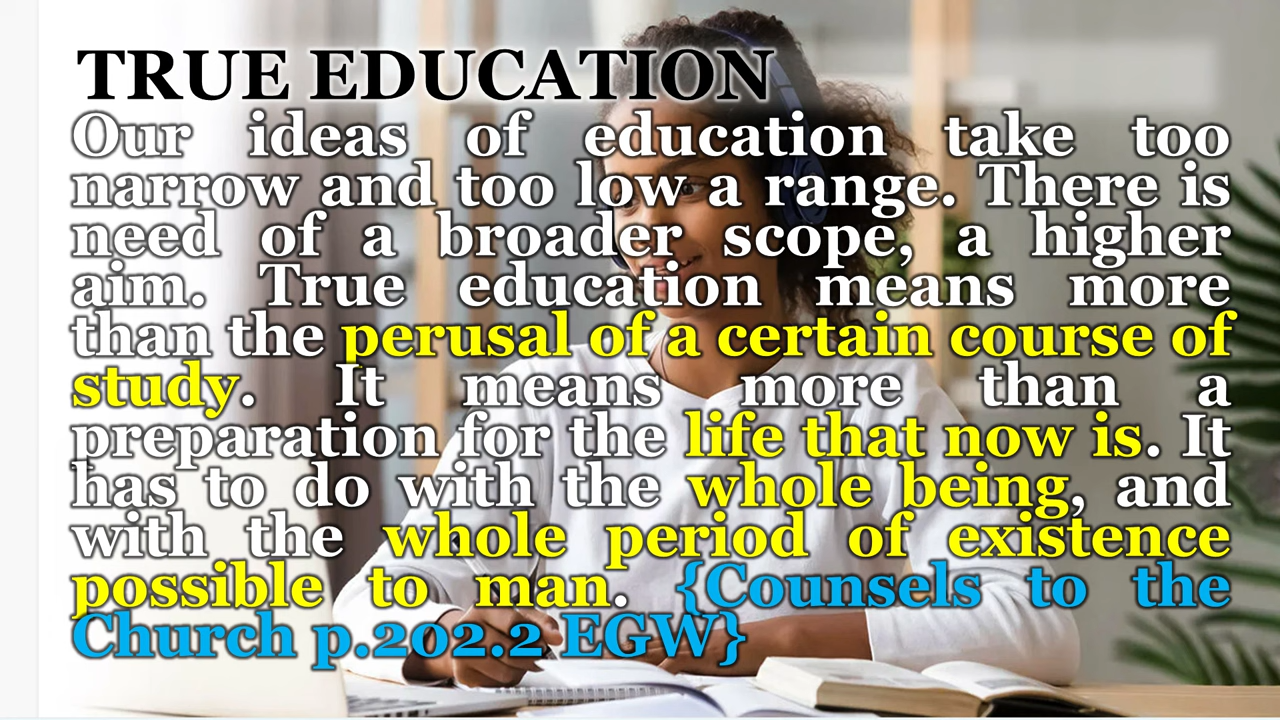 TRUE EDUCATION
Our ideas of education take too
narrow and too low a range. There is
need of a broader scope, a higher
aim. True education means more
than the perusal of a certain course of
study. It means more than a
preparation for the life that now is. It
has to do with the whole being, and
with the whole period of existence
possible to man. {Counsels to the
Church p.202.2 EGW}